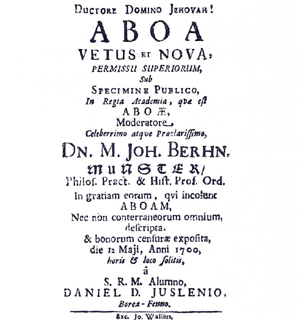 DUCTORE DOMINO JEHOVAH!
ABOA
VETUS ET NOVA,
PERMISSU SUPERIORUM,
Sub
SPECIMINE PUBLICO,
In Regia Academia, qvæ est
ABOÆ,
Moderatore
Celeberrimo atqve Præclarissimo,
DN. M. JOH. BERHN.
MUNSTER/
Philos. Pract. & Hist. Prof. Ord.
In gratiam eorum, qvi incolunt
ABOAM,
Nec non conterraneorum omnium,
descripta.
& bonorum censuræ exposita,
die 12 Maji, Anni 1700,
horis & loco solitis,
â
S. R. M. Alumno,
DANIEL D. JUSLENIO,
Borea-Fenno.
Exc. Jo. Wallius,